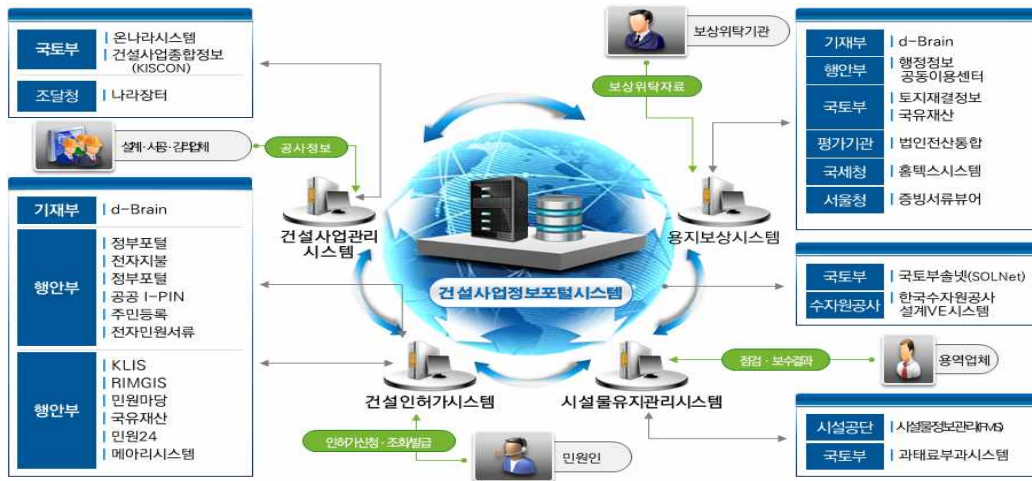 국토부
온나라시스템
건설사업종합정보
(KISCON)
조달청
나라장터
설계·시공·감리업체
공사정보
기재부
d-Brain
행안부
정부포털
전자지불
정부포털
공공 I-PIN
주민등록
전자민원서류
행안부
KLIS
RIMGIS
민원마당
국유재산
민원24
메아리시스템
보상위탁기관
보상위탁자료
건설사업관리
시스템
용지보상시스템
건설사업정보포털시스템
건설인허가시스템
시설물유지관리시스템
인허가신청·조회/발급
민원인
점검·보수결과
용역업체
기재부
d-Brain
행안부
행정정보
공동이용센터
국토부
토지재결정보
국유재산
평가기관
법인전산통합
국세청
홈텍스시스템
서울청
증빙서류뷰어
국토부
국토부솔넷(SOLNet)
수자원공사
한국수자원공사
설계VE시스템
시설공단
시설물정보관리(FMS)
국토부
과태료부과시스템